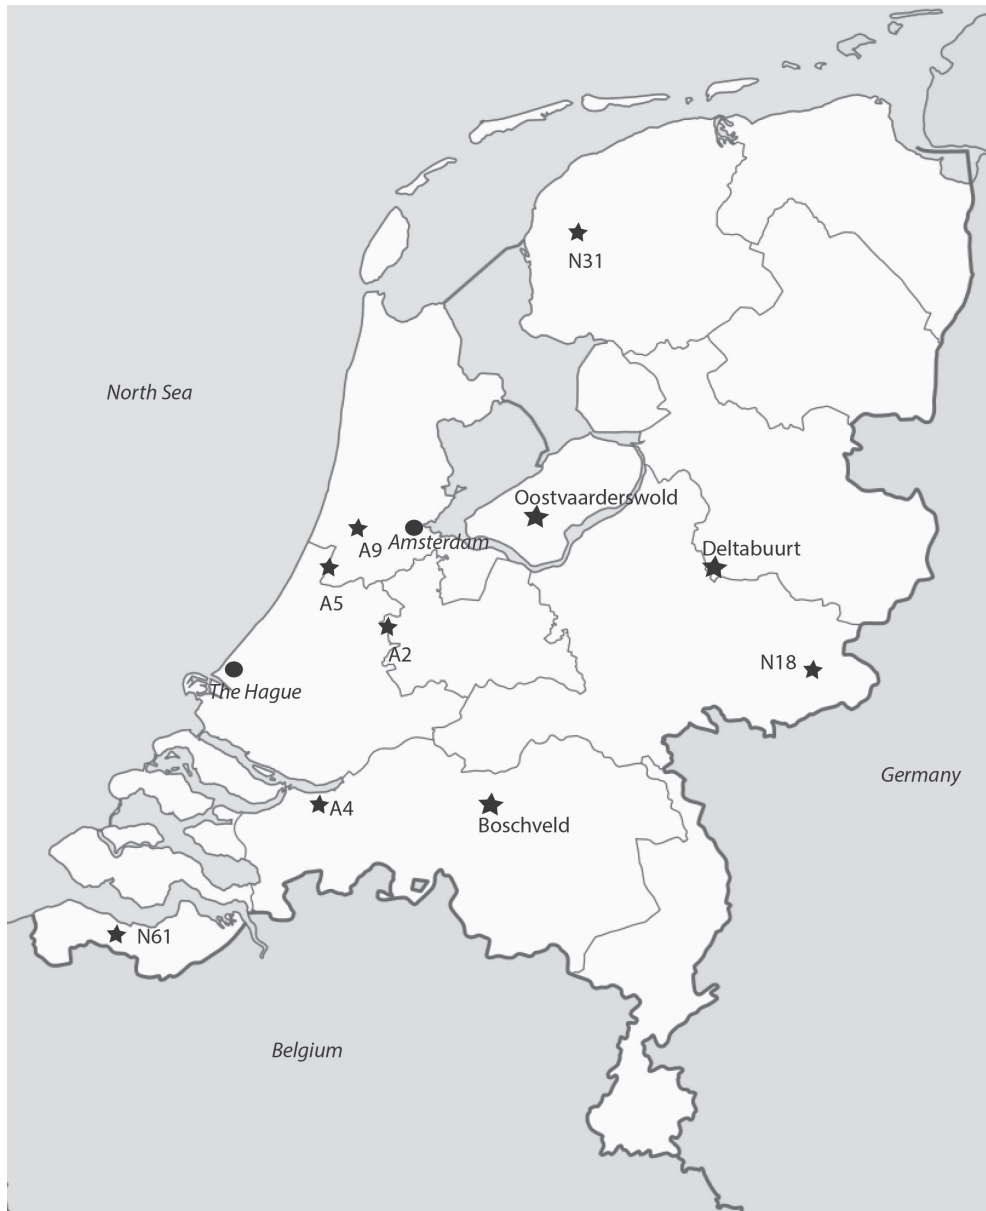 N31
North Sea
Oostvaarderswold
A9
Amsterdam
Deltabuurt
A5
A2
N18
The Hague
Germany
A4
Boschveld
N61
Belgium